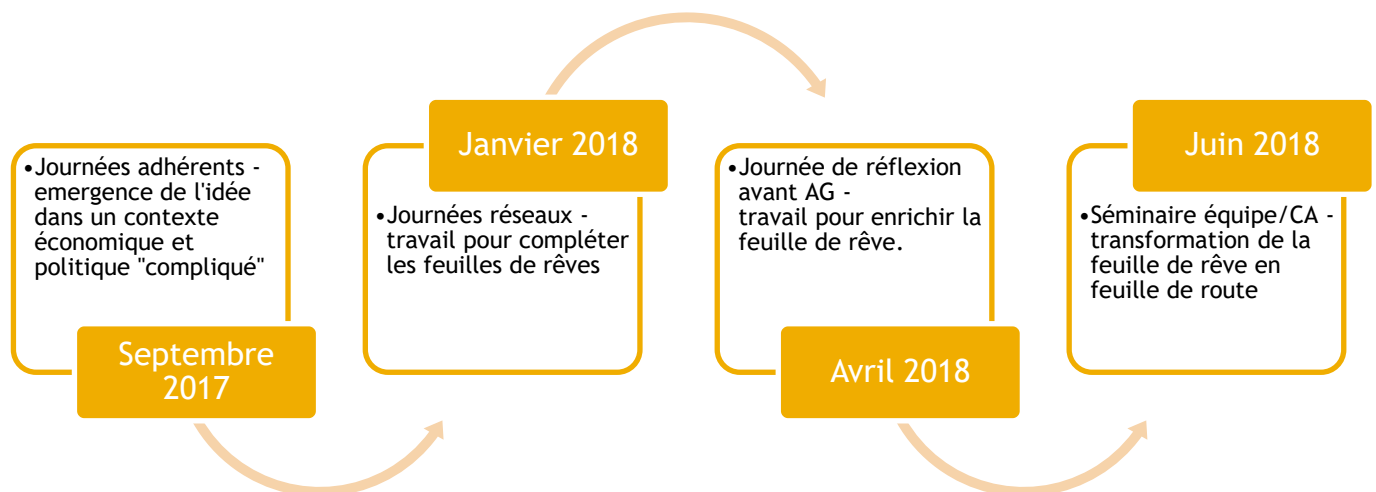 •Journées adhérents -
emergence de l'idée
dans un contexte
économique et
politique "compliqué"
Septembre
2017
Janvier 2018
•Journées réseaux -
travail pour compléter
les feuilles de rêves
•Journée de réflexion
avant AG -
travail pour enrichir la
feuille de rêve.
Avril 2018
Juin 2018
•Séminaire équipe/CA -
transformation de la
feuille de rêve en
feuille de route